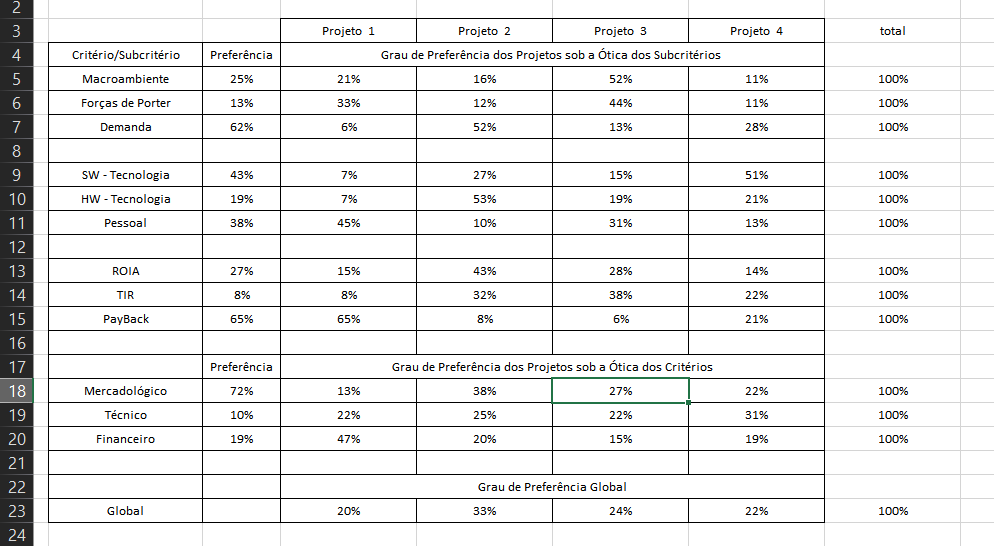 2
3 Projeto 1 Projeto 2 Projeto 3 Projeto 4 total
4 Critério/Subcritério Preferência Grau de Preferência dos Projetos sob a Ótica dos Subcritérios
5 Macroambiente 25% 21% 16% 52% 11% 100%
6 Forças de Porter 13% 33% 12% 44% 11% 100%
7 Demanda 62% 6% 52% 13% 28% 100%
8
9 SW - Tecnologia 43% 7% 27% 15% 51% 100%
10 HW - Tecnologia 19% 7% 53% 19% 21% 100%
11 Pessoal 38% 45% 10% 31% 13% 100%
12
13 ROIA 27% 15% 43% 28% 14% 100%
14 TIR 8% 8% 32% 38% 22% 100%
15 PayBack 65% 65% 8% 6% 21% 100%
16
17 Preferência Grau de Preferência dos Projetos sob a Ótica dos Critérios
18 Mercadológico 72% 13% 38% 27% 22% 100%
19 Técnico 10% 22% 25% 22% 31% 100%
20 Financeiro 19% 47% 20% 15% 19% 100%
21
22 Grau de Preferência Global
23 Global 20% 33% 24% 22% 100%
24